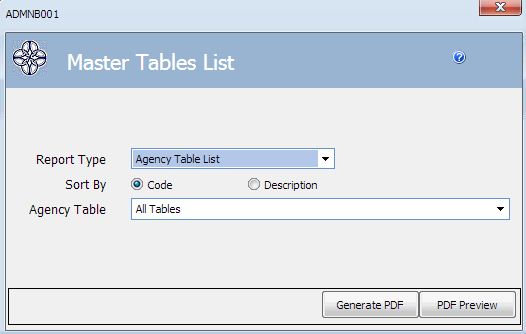 ADMNB001
Master Tables List
Report Type Agency Table List
Sort By Code Description
Agency Table All Tables
Generate PDF PDF Preview